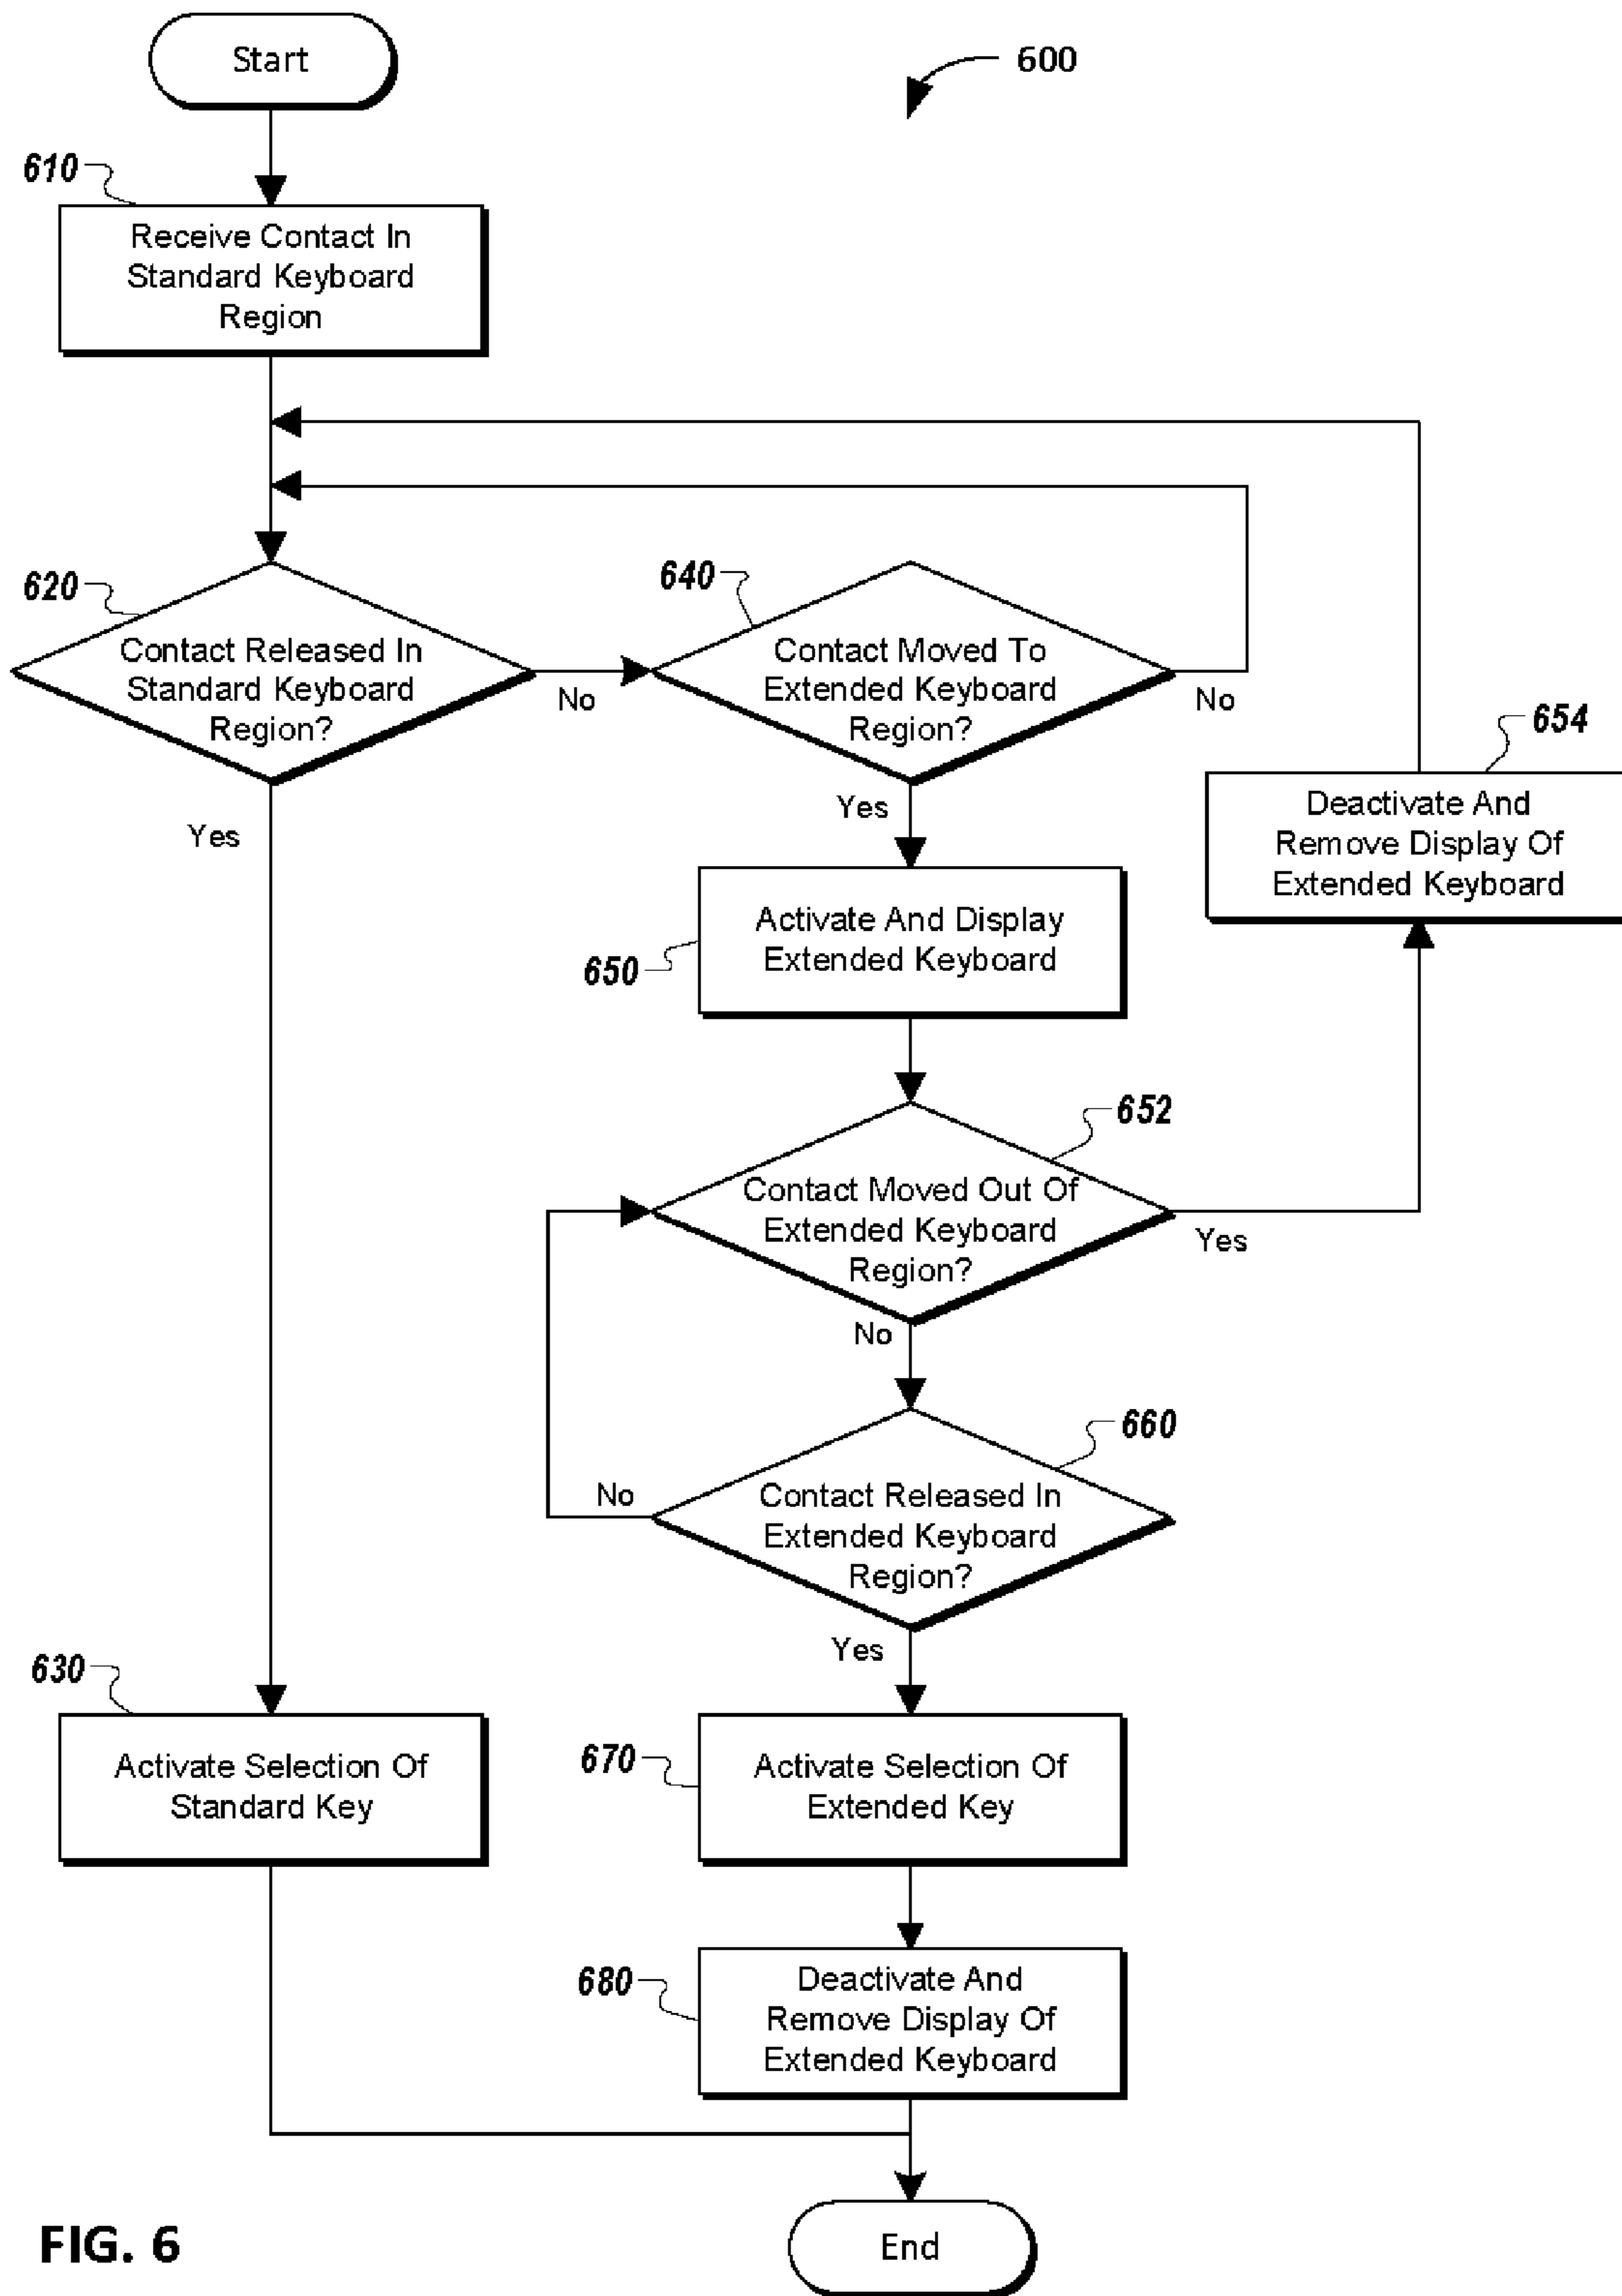 Start
600
610
Receive Contact In
Standard Keyboard
Region
620
Contact Released In
Standard Keyboard
Region?
No
Yes
640
Contact Moved To
Extended Keyboard
Region?
No
Yes
654
Deactivate And
Remove Display Of
Extended Keyboard
650
Activate And Display
Extended Keyboard
652
Contact Moved Out Of
Extended Keyboard
Region?
Yes
No
660
Contact Released In
Extended Keyboard
Region?
No
Yes
630
Activate Selection Of
Standard Key
670
Activate Selection Of
Extended Key
680
Deactivate And
Remove Display Of
Extended Keyboard
End
FIG. 6